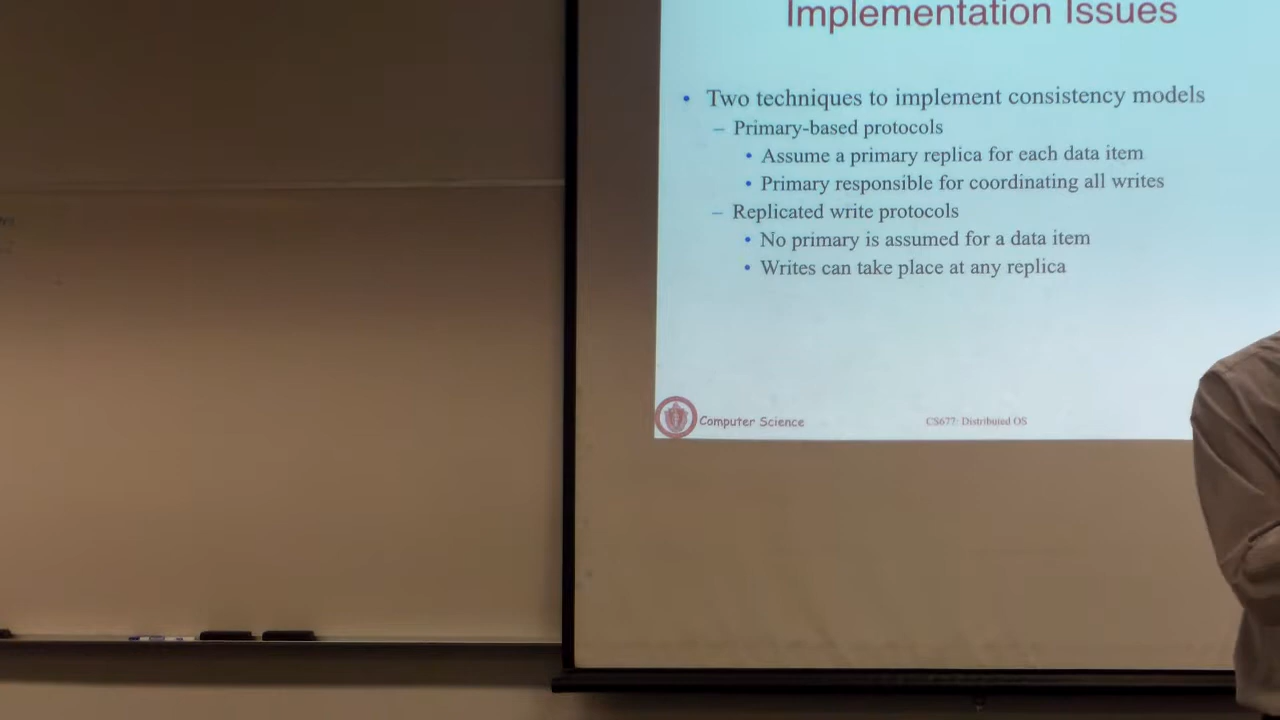 Implementation Issues
• Two techniques to implement consistency models
– Primary-based protocols
• Assume a primary replica for each data item
• Primary responsible for coordinating all writes
– Replicated write protocols
• No primary is assumed for a data item
• Writes can take place at any replica
Computer Science
CS677: Distributed OS